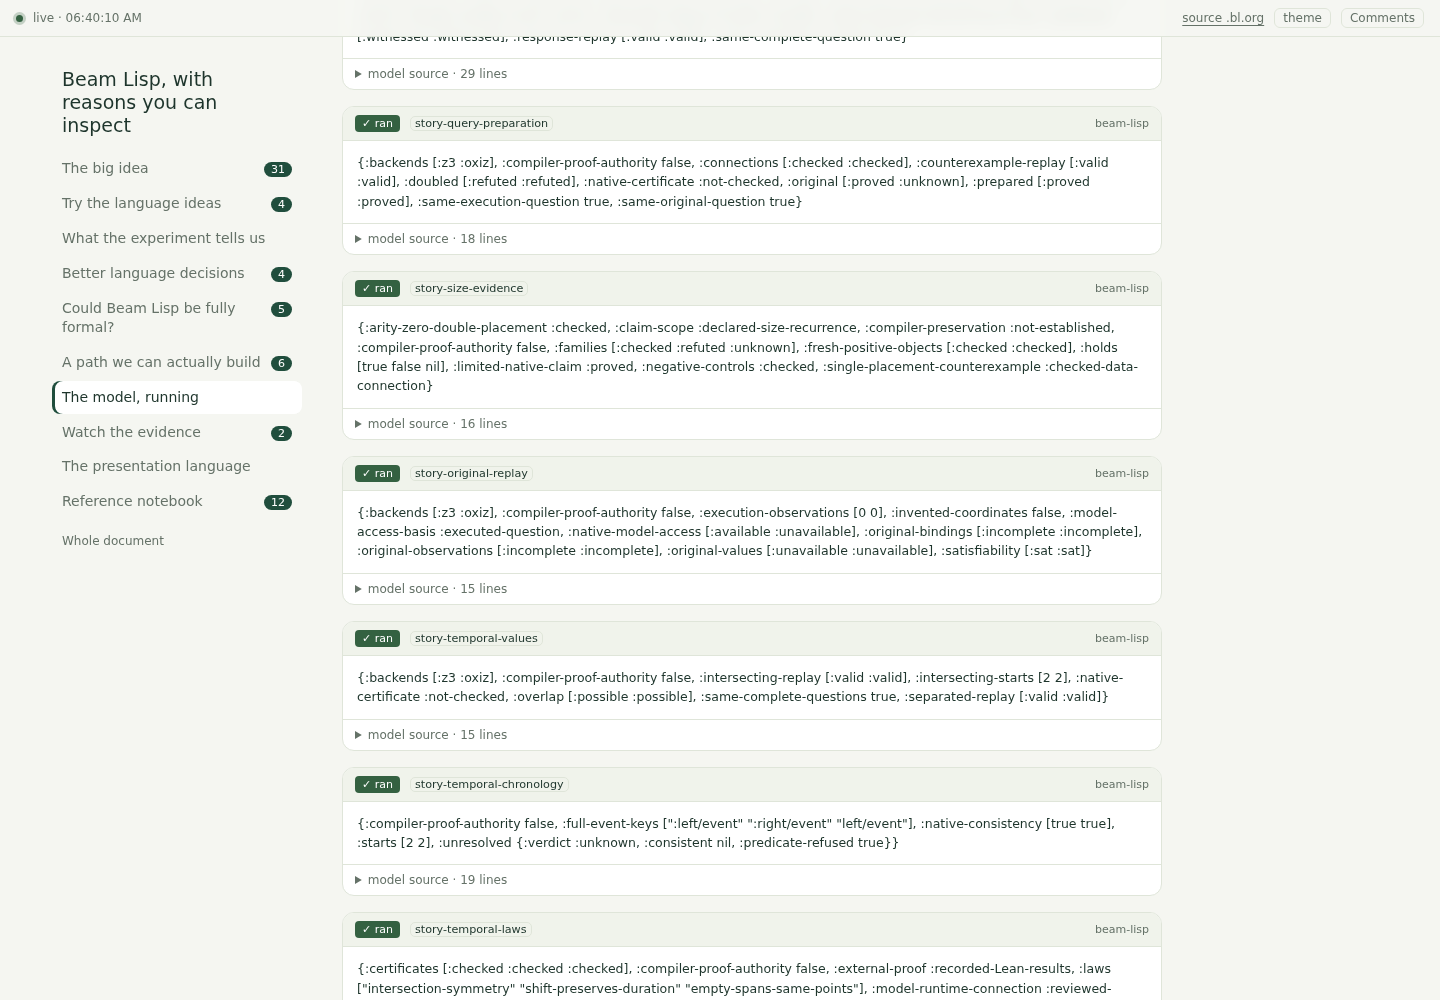 live · 06:40:10 AM
source .bl.org
theme
Comments
Beam Lisp, with
reasons you can
inspect
The big idea 31
Try the language ideas 4
What the experiment tells us
Better language decisions 4
Could Beam Lisp be fully 5
formal?
A path we can actually build 6
The model, running
Watch the evidence 2
The presentation language
Reference notebook 12
Whole document
[:witnessed :witnessed], :response-replay [:valid :valid], :same-complete-question true}
model source · 29 lines
✓ ran story-query-preparation beam-lisp
{:backends [:z3 :oxiz], :compiler-proof-authority false, :connections [:checked :checked], :counterexample-replay [:valid
:valid], :doubled [:refuted :refuted], :native-certificate :not-checked, :original [:proved :unknown], :prepared [:proved
:proved], :same-execution-question true, :same-original-question true}
model source · 18 lines
✓ ran story-size-evidence beam-lisp
{:arity-zero-double-placement :checked, :claim-scope :declared-size-recurrence, :compiler-preservation :not-established,
:compiler-proof-authority false, :families [:checked :refuted :unknown], :fresh-positive-objects [:checked :checked], :holds
[true false nil], :limited-native-claim :proved, :negative-controls :checked, :single-placement-counterexample :checked-data-
connection}
model source · 16 lines
✓ ran story-original-replay beam-lisp
{:backends [:z3 :oxiz], :compiler-proof-authority false, :execution-observations [0 0], :invented-coordinates false, :model-
access-basis :executed-question, :native-model-access [:available :unavailable], :original-bindings [:incomplete :incomplete],
:original-observations [:incomplete :incomplete], :original-values [:unavailable :unavailable], :satisfiability [:sat :sat]}
model source · 15 lines
✓ ran story-temporal-values beam-lisp
{:backends [:z3 :oxiz], :compiler-proof-authority false, :intersecting-replay [:valid :valid], :intersecting-starts [2 2], :native-
certificate :not-checked, :overlap [:possible :possible], :same-complete-questions true, :separated-replay [:valid :valid]}
model source · 15 lines
✓ ran story-temporal-chronology beam-lisp
{:compiler-proof-authority false, :full-event-keys [":left/event" ":right/event" "left/event"], :native-consistency [true true],
:starts [2 2], :unresolved {:verdict :unknown, :consistent nil, :predicate-refused true}}
model source · 19 lines
✓ ran story-temporal-laws beam-lisp
{:certificates [:checked :checked :checked], :compiler-proof-authority false, :external-proof :recorded-Lean-results, :laws
["intersection-symmetry" "shift-preserves-duration" "empty-spans-same-points"], :model-runtime-connection :reviewed-